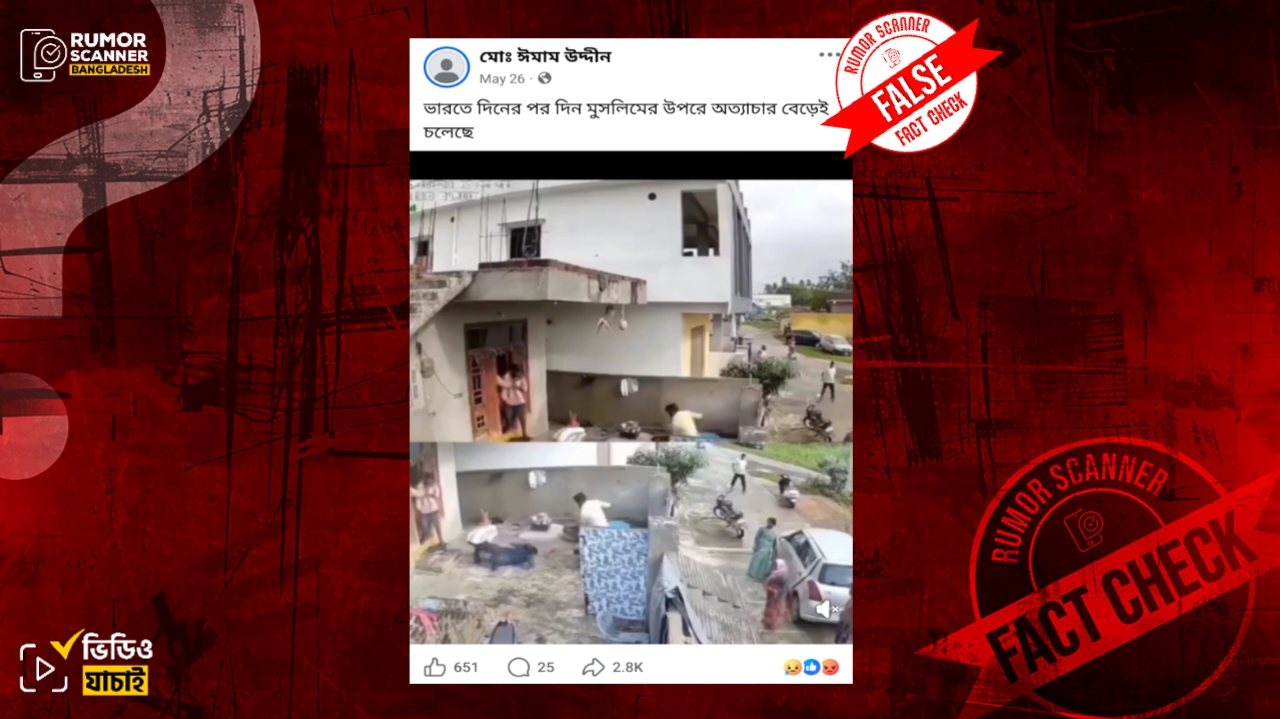 RUMOR
SCANNER
BANGLADESH
মোঃ ঈমাম উদ্দীন
May 26
ভারতে দিনের পর দিন মুসলিমের উপরে অত্যাচার বেড়েই
চলেছে
RUMOR SCANNER
FALSE
FACT CHECK
651
25
2.8K
RUMOR SCANNER
FACT CHECK
ভিডিও
যাচাই